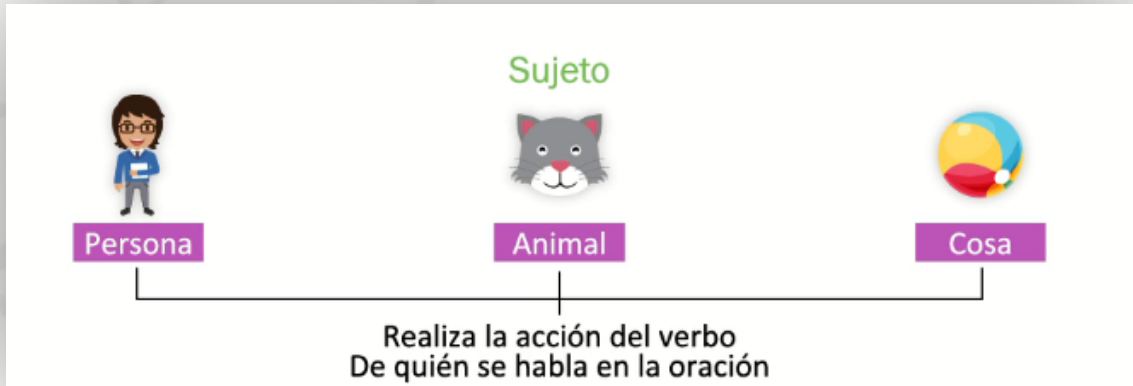 Sujeto
Persona
Animal
Cosa
Realiza la acción del verbo
De quién se habla en la oración